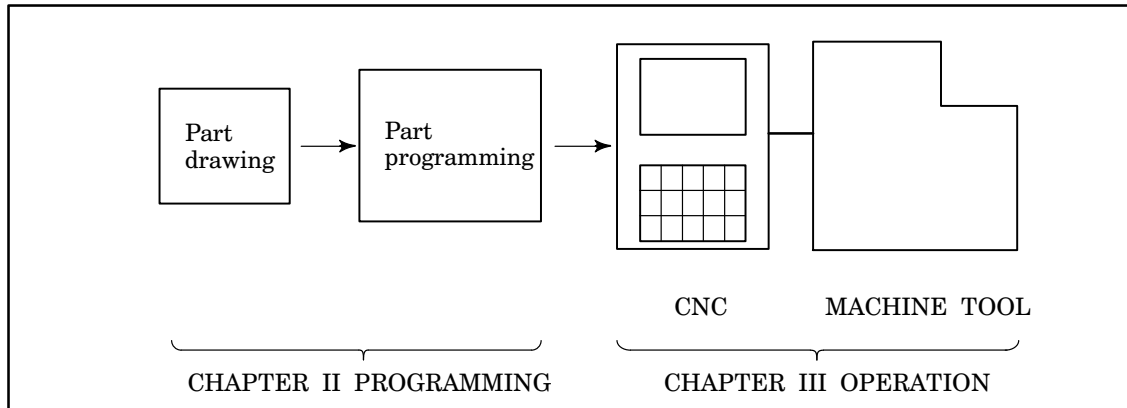 Part
drawing
Part
programming
CNC
MACHINE TOOL
CHAPTER II PROGRAMMING
CHAPTER III OPERATION